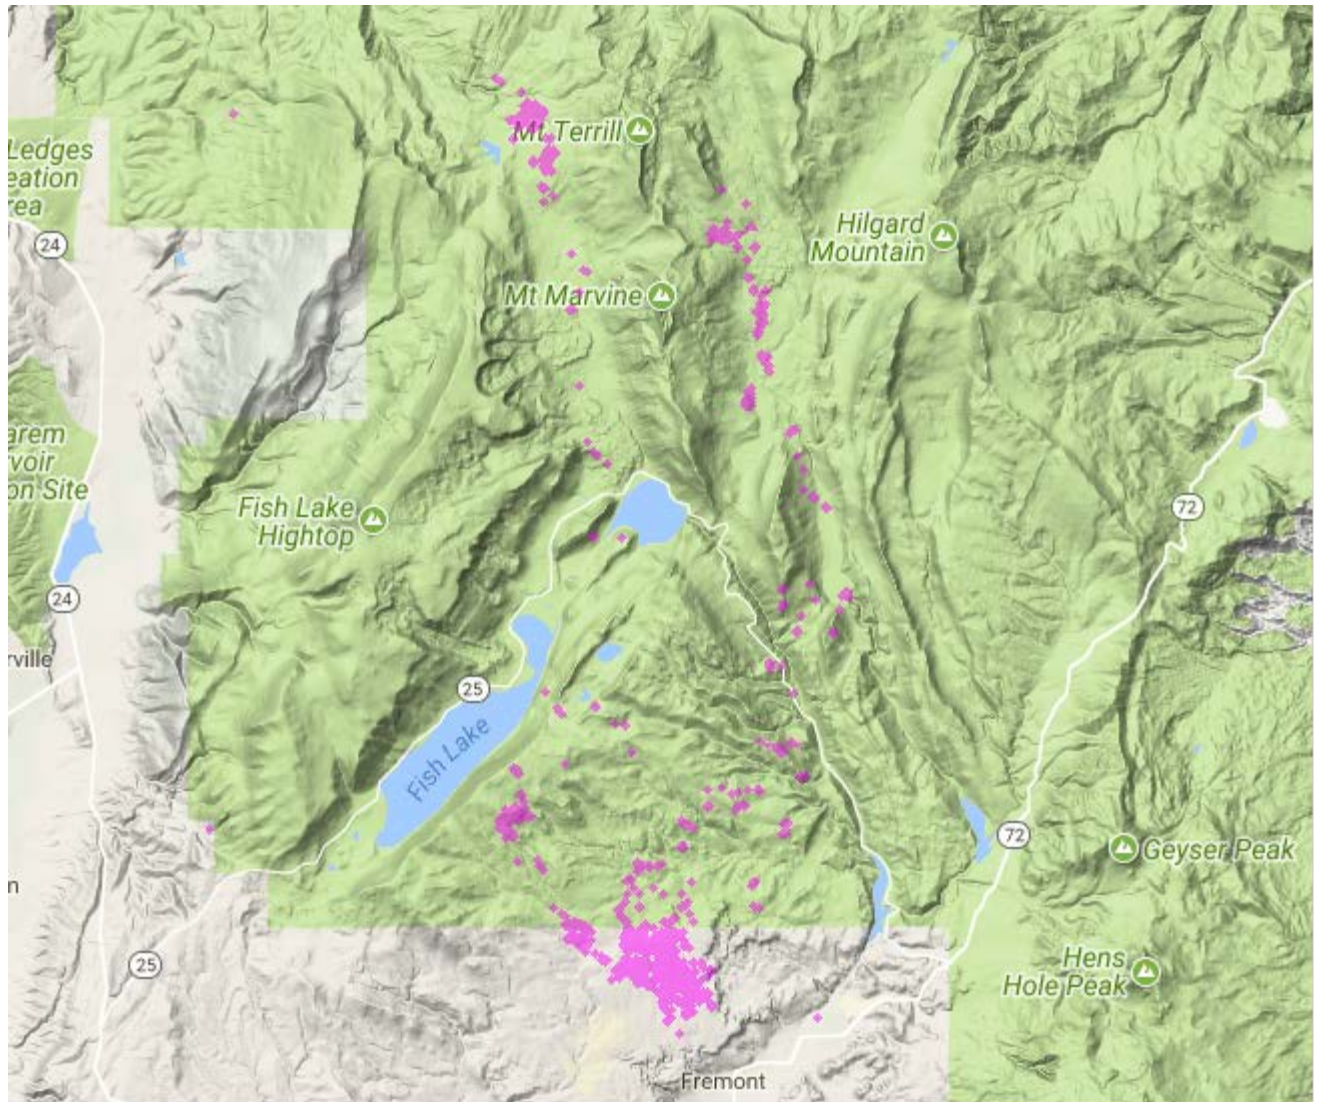 Mt Terrill
Ledges
eation
rea
Hilgard
Mountain
24
Mt Marvine
arem
rvoir
on Site
Fish Lake
Hightop
72
24
rville
25
Fish Lake
72
Geyser Peak
n
25
Hens
Hole Peak
Fremont